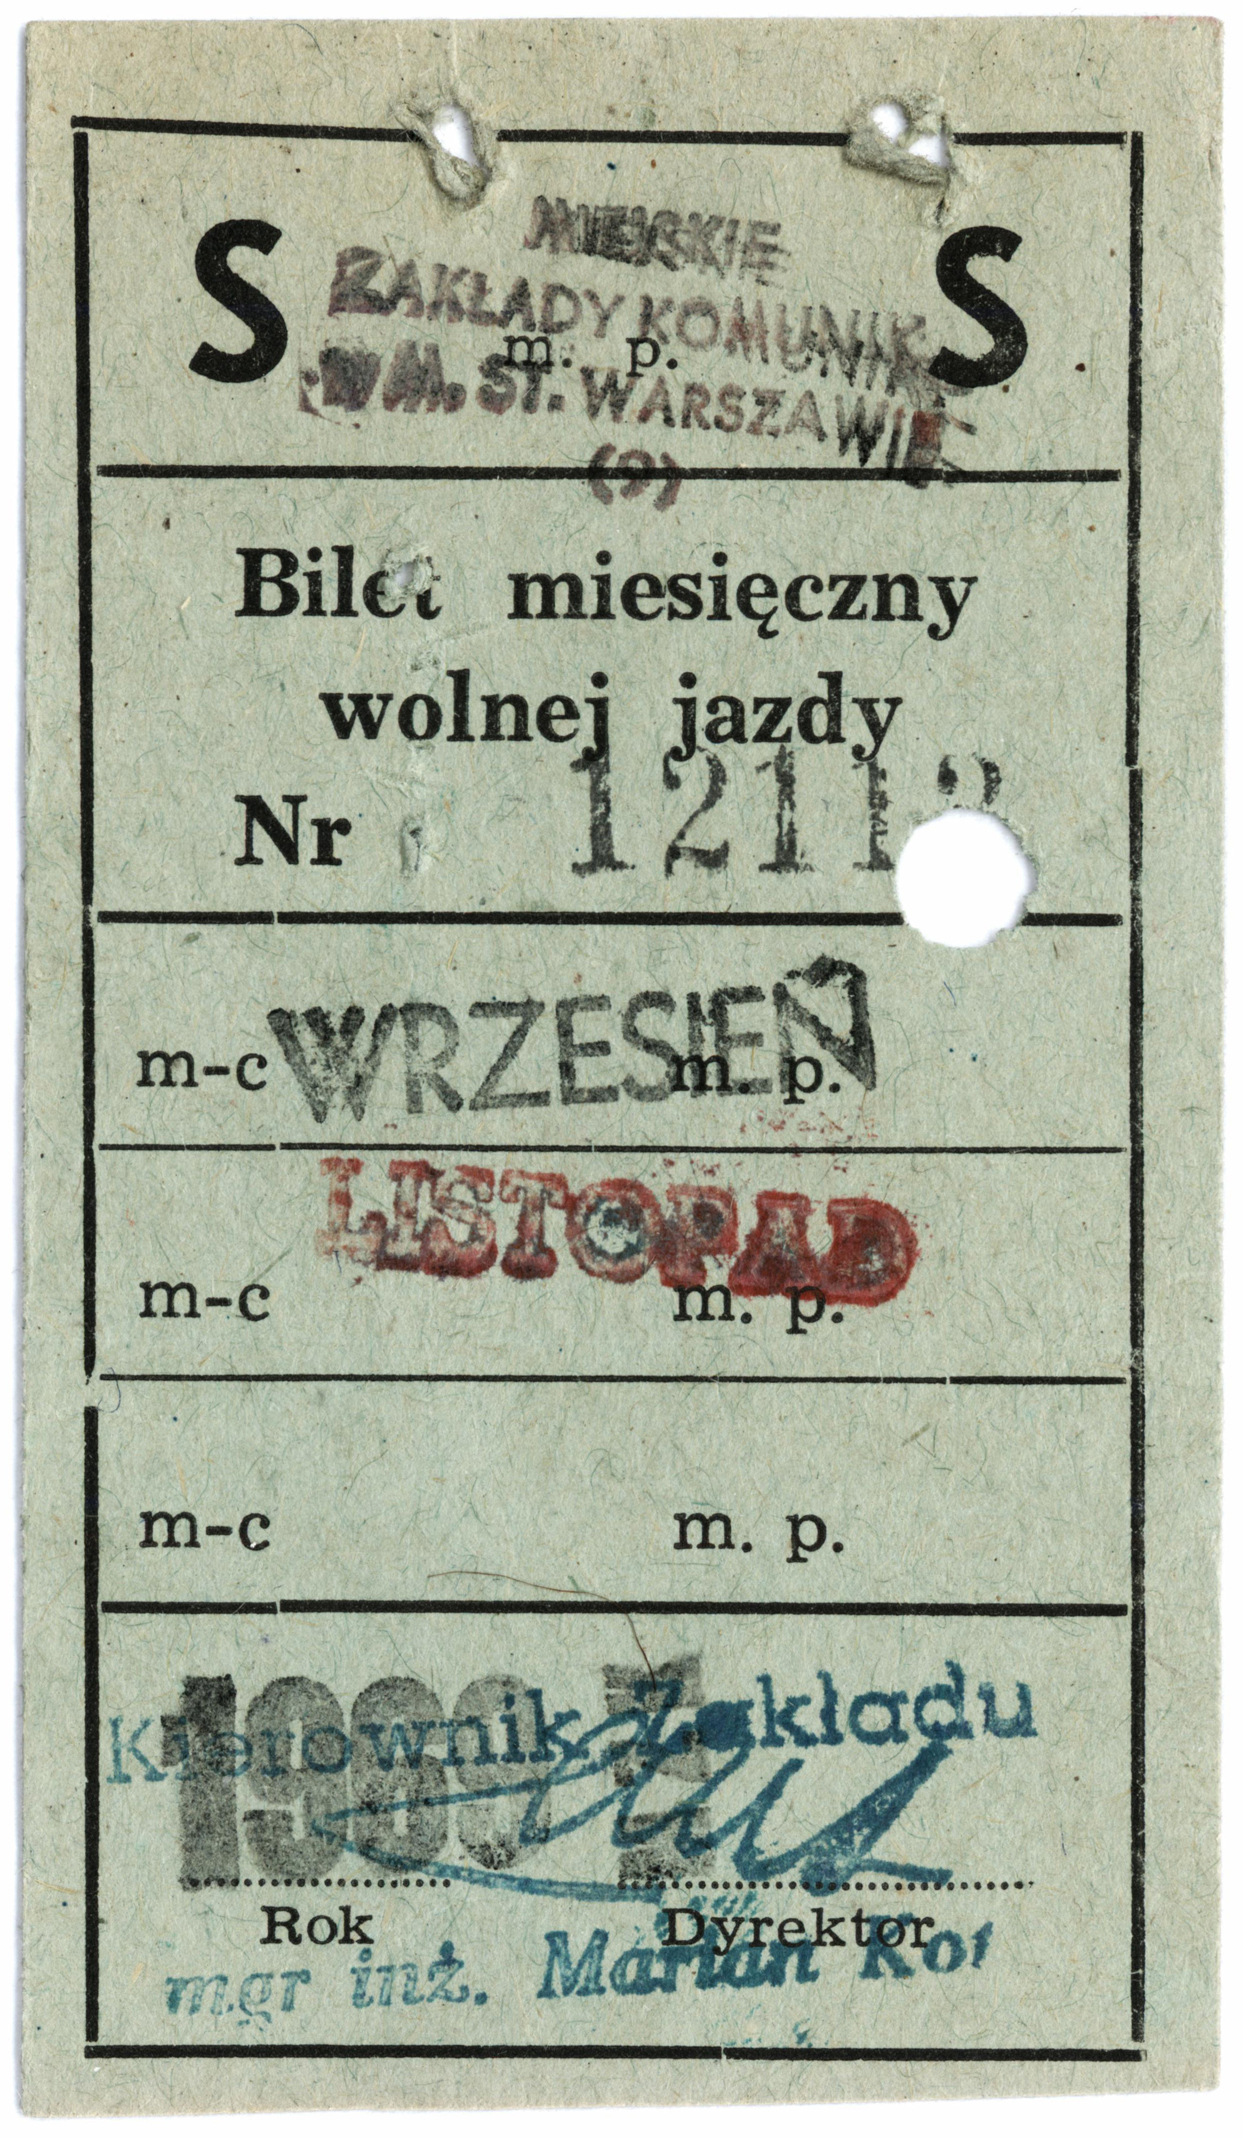 MIEJSKIE
S ZAKŁADY KOMUNIK. S
m. p.
W M. ST. WARSZAWIE
(9)
Bilet miesięczny
wolnej jazdy
Nr
m-c WRZESIEŃ m. p.
LISTOPAD
m-c m. p.
m-c m. p.
Kierownik Zakładu
Rok Dyrektor
mgr inż. Marian